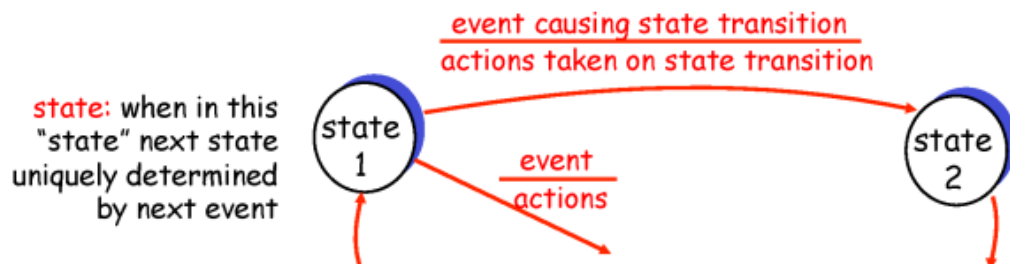 event causing state transition
actions taken on state transition
state: when in this
“state” next state
uniquely determined
by next event
state
1
event
actions
state
2